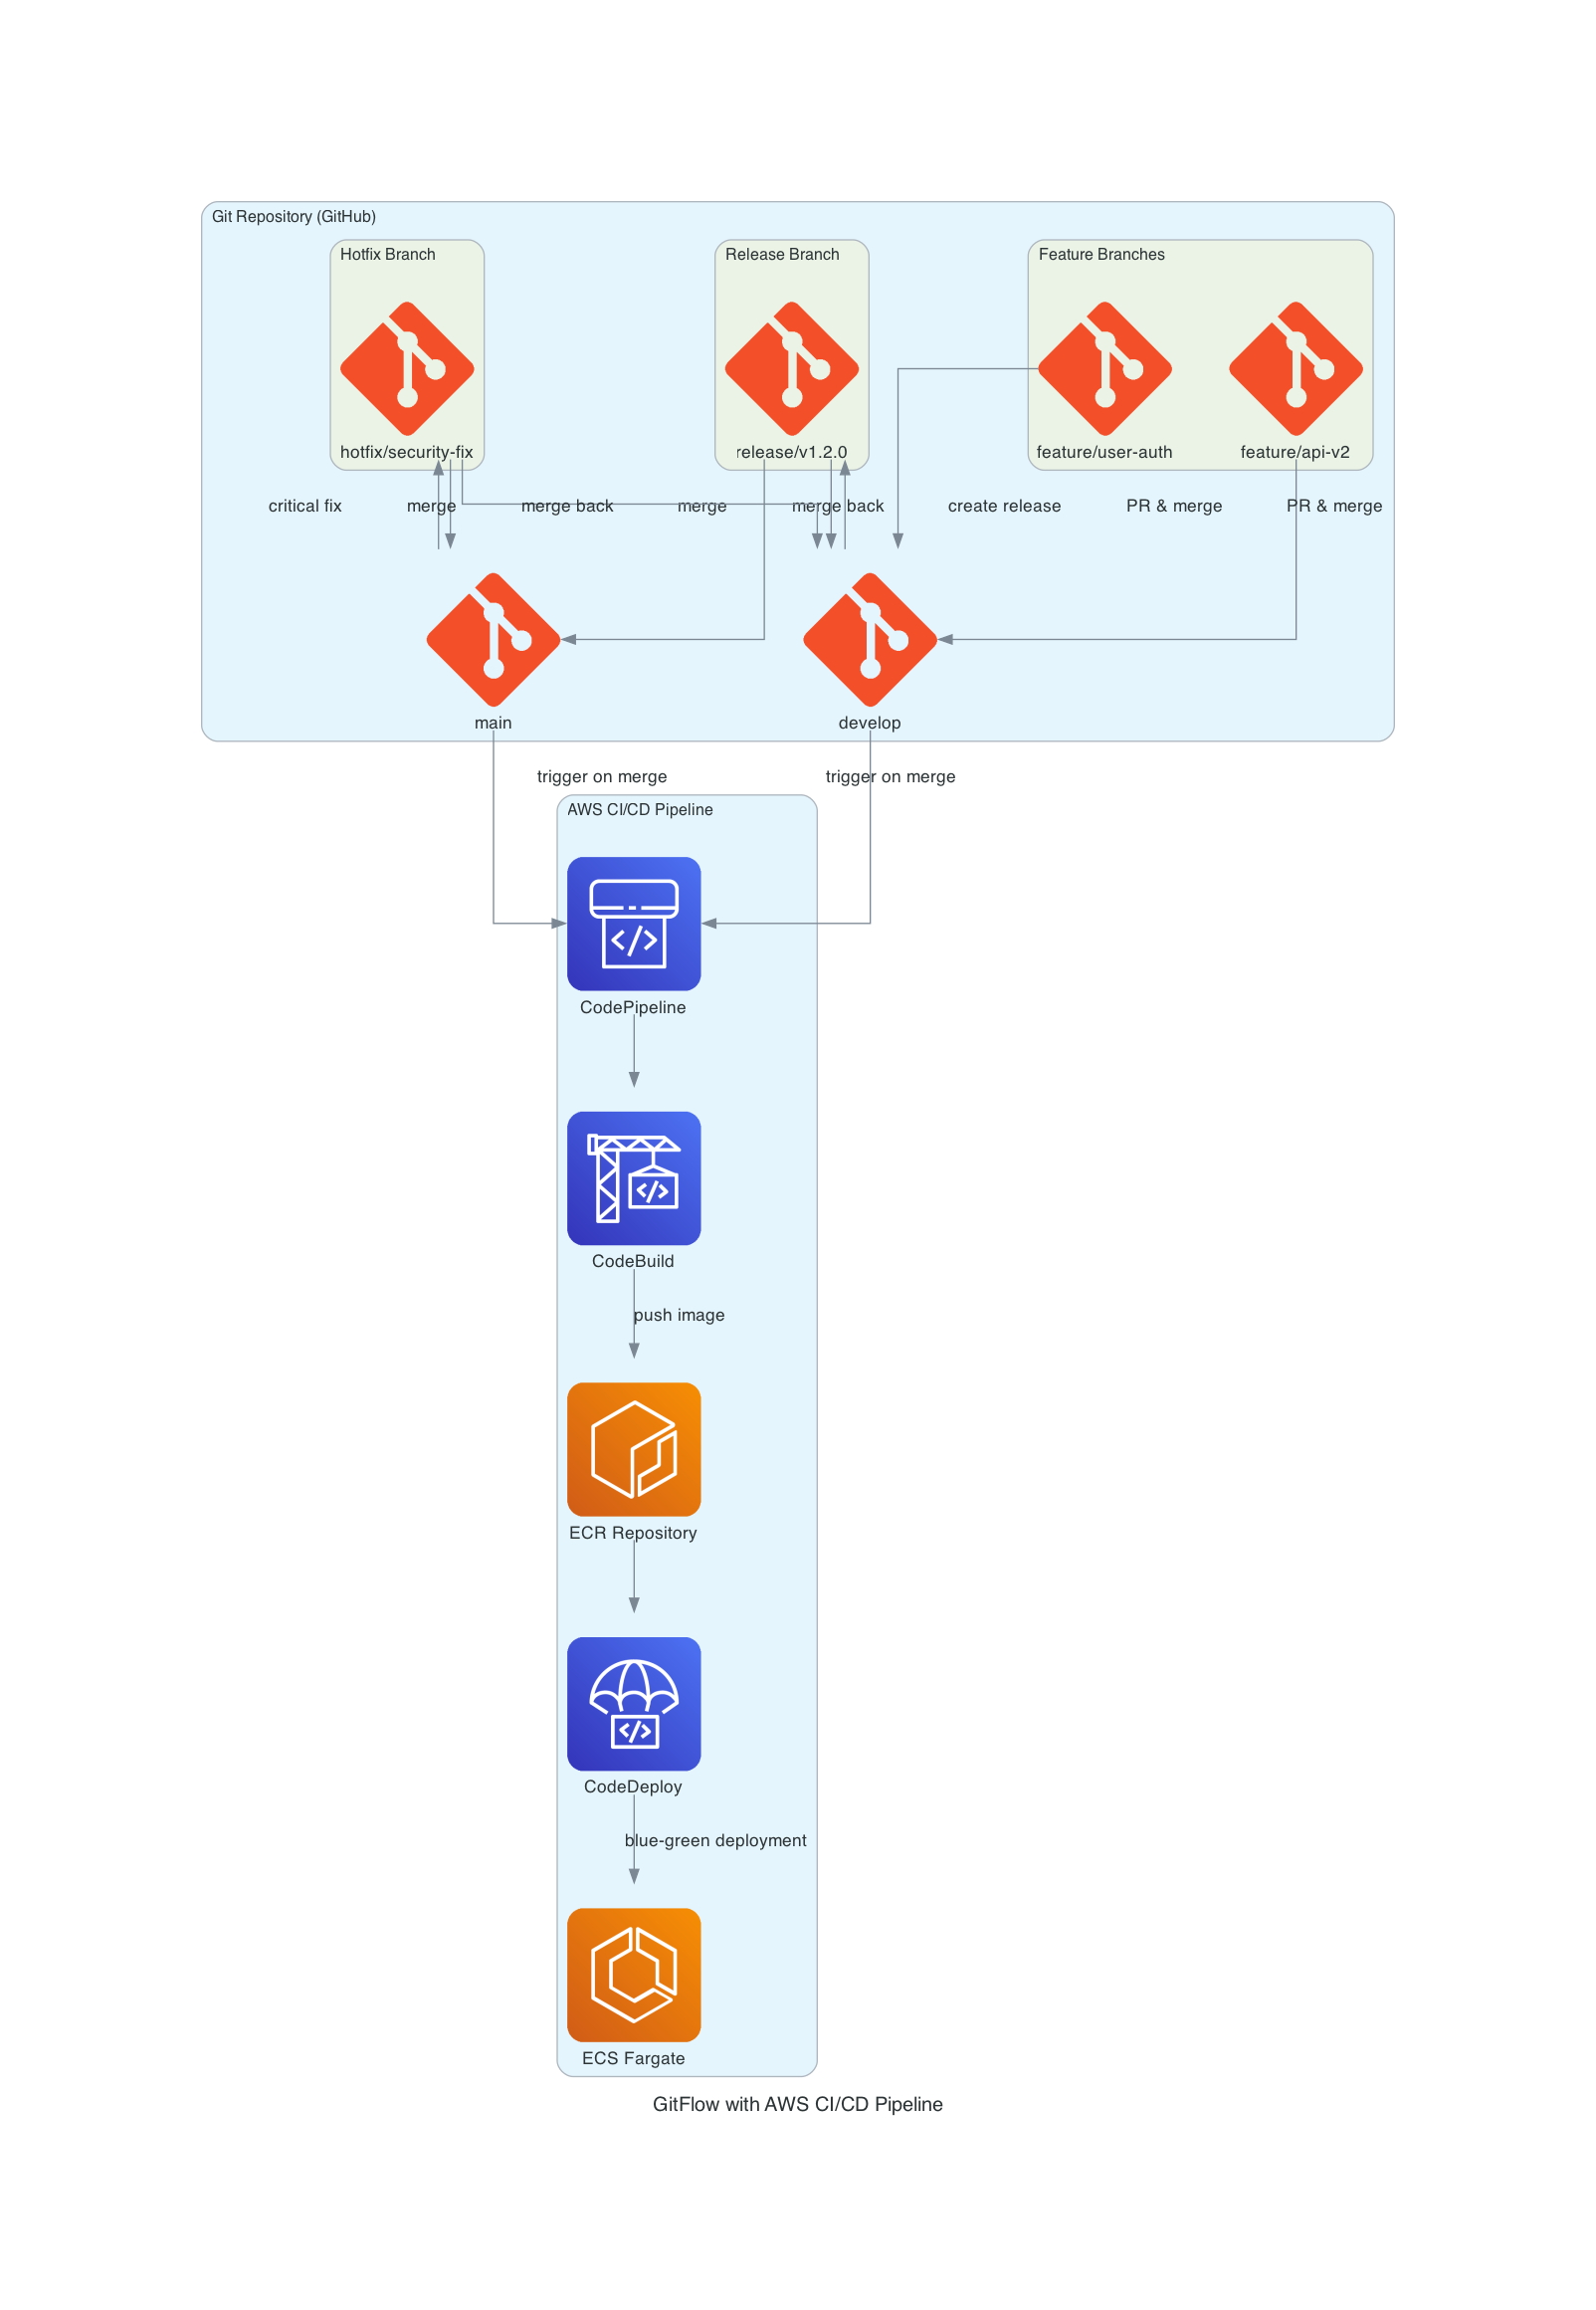 Git Repository (GitHub)
Hotfix Branch
Release Branch
Feature Branches
hotfix/security-fix
release/v1.2.0
feature/user-auth
feature/api-v2
critical fix
merge
merge back
merge
merge back
create release
PR & merge
PR & merge
main
develop
trigger on merge
trigger on merge
AWS CI/CD Pipeline
CodePipeline
CodeBuild
push image
ECR Repository
CodeDeploy
blue-green deployment
ECS Fargate
GitFlow with AWS CI/CD Pipeline